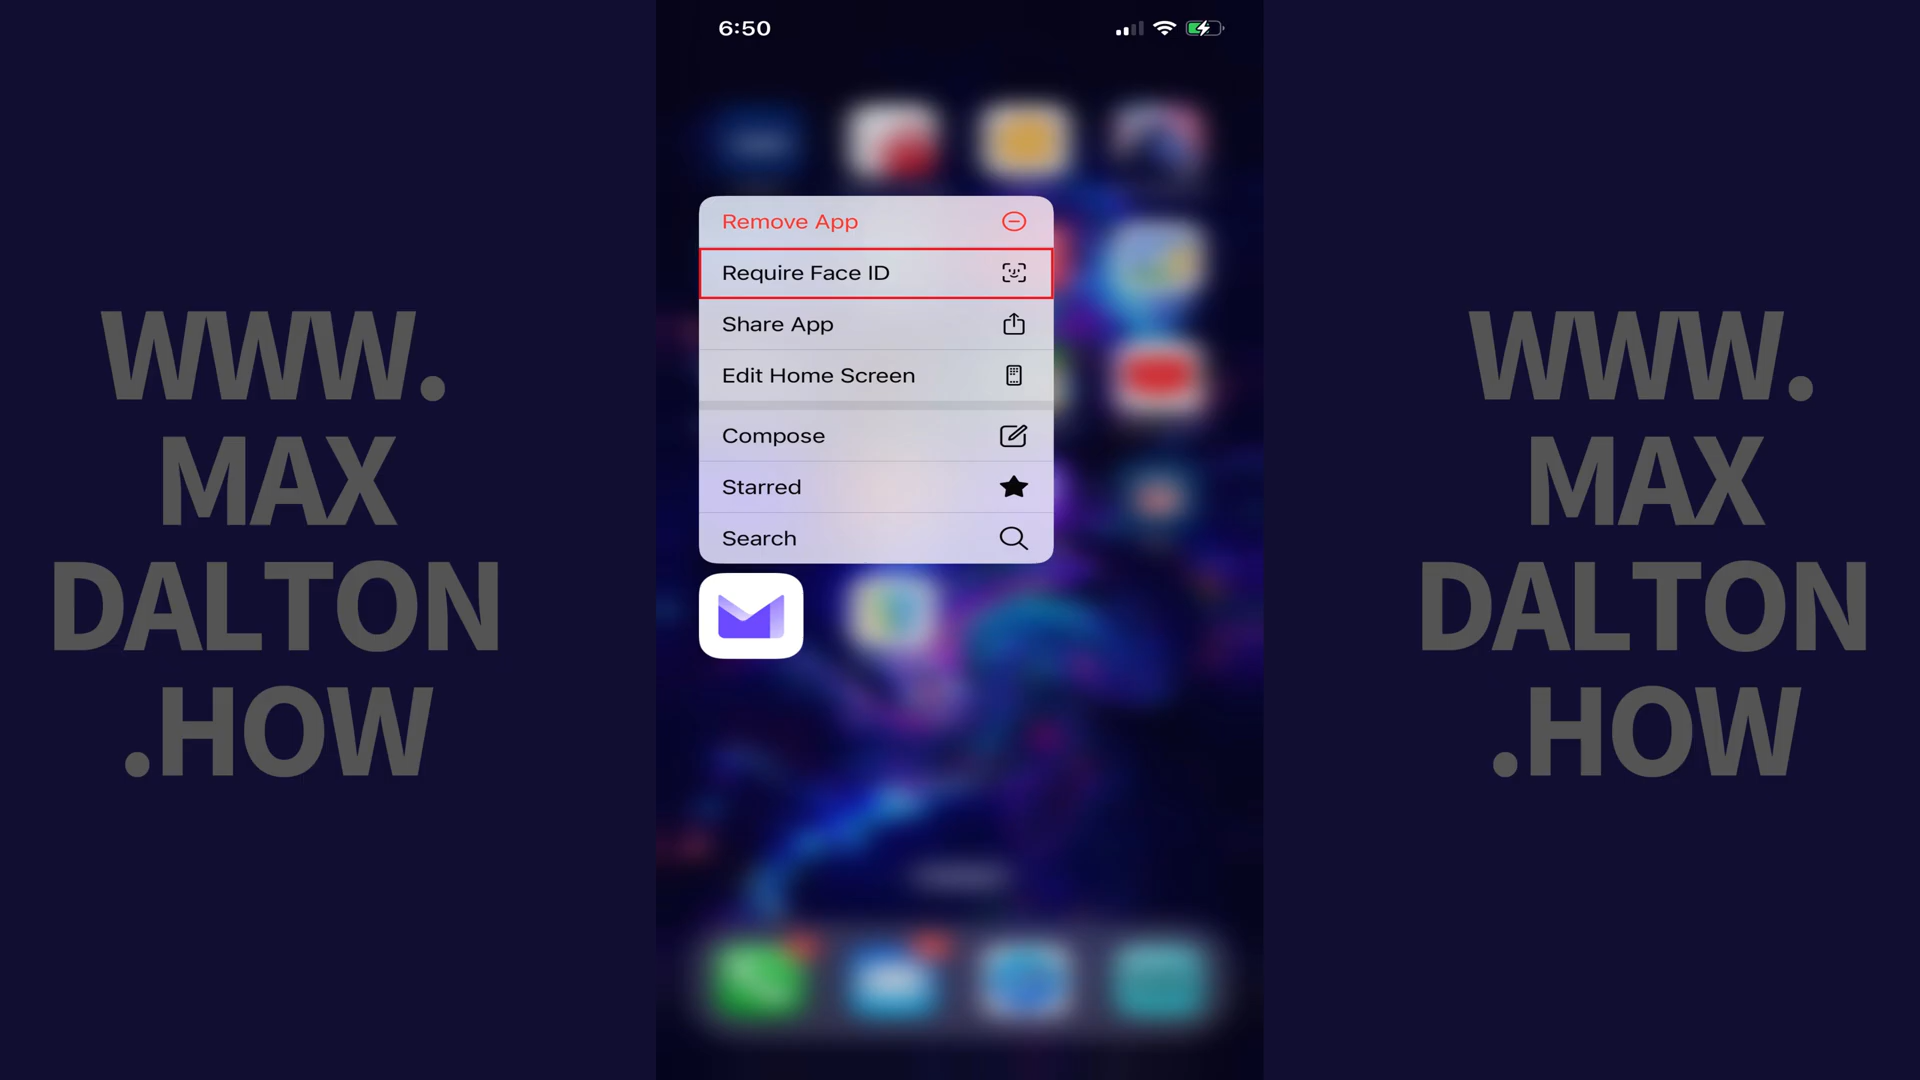 6:50
Remove App
Require Face ID
Share App
Edit Home Screen
Compose
Starred
Search
WWW.
MAX
DALTON
.HOW
WWW.
MAX
DALTON
.HOW